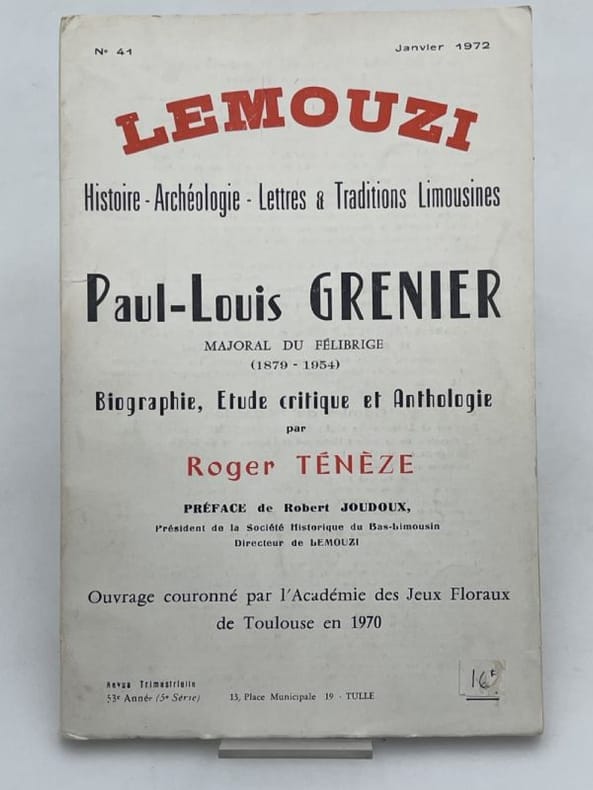 N° 41 Janvier 1972
LEMOUZI
Histoire - Archéologie - Lettres & Traditions Limousines
Paul-Louis GRENIER
MAJORAL DU FÉLIBRIGE
(1879 - 1954)
Biographie, Etude critique et Anthologie
par
Roger TÉNÈZE
PRÉFACE de Robert JOUDOUX,
Président de la Société Historique du Bas-Limousin
Directeur de LEMOUZI
Ouvrage couronné par l'Académie des Jeux Floraux
de Toulouse en 1970
Revue Trimestrielle
53e Année (5e Série) 13, Place Municipale 19 - TULLE
16F